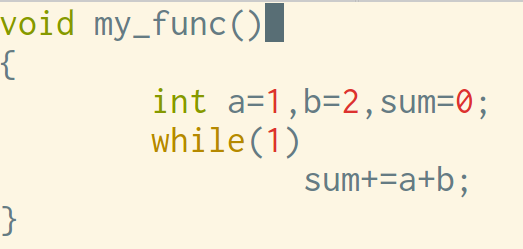 void my_func()
{
        int a=1,b=2,sum=0;
        while(1)
                sum+=a+b;
}